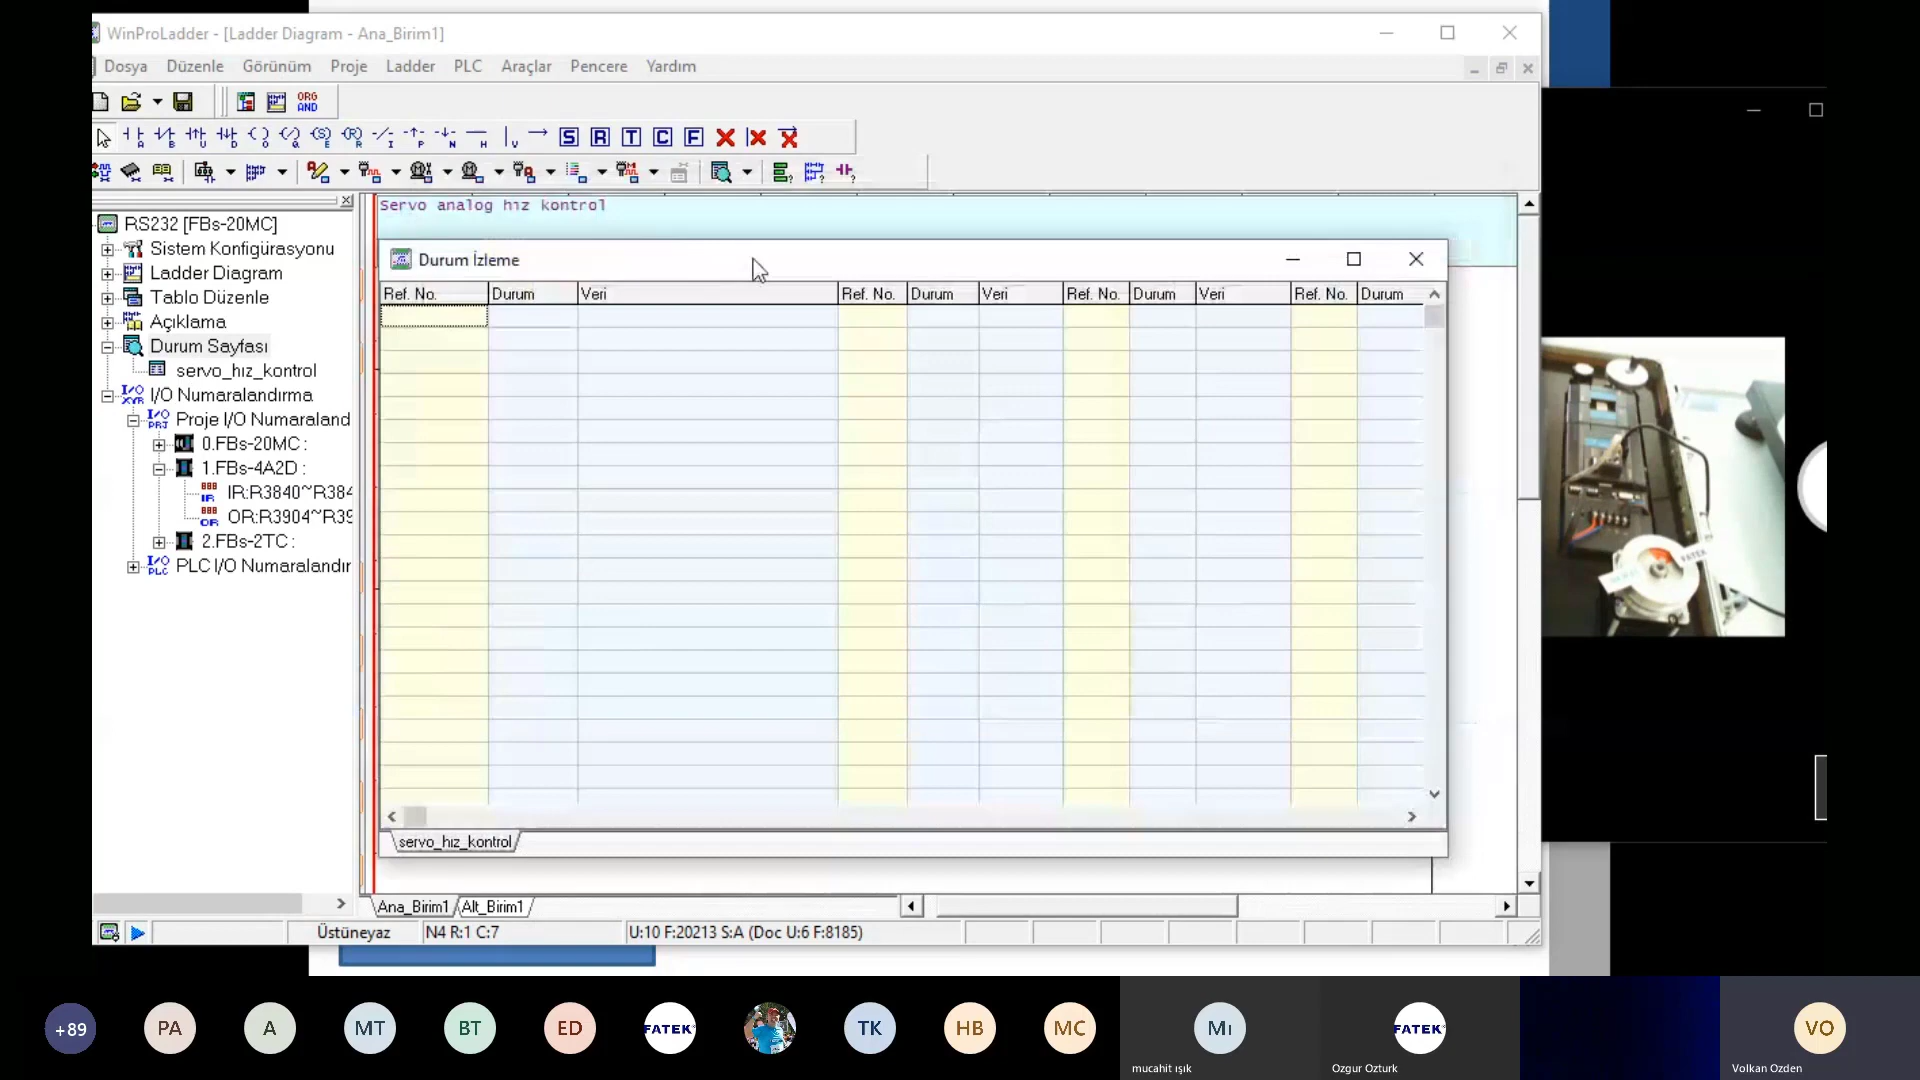 WinProLadder - [Ladder Diagram - Ana_Birim1]
Dosya Düzenle Görünüm Proje Ladder PLC Araçlar Pencere Yardım
ORG
AND
A B U D O Q E R I P N H V S R T C F
RS232 [FBs-20MC]
Sistem Konfigürasyonu
Ladder Diagram
Tablo Düzenle
Açıklama
Durum Sayfası
servo_hız_kontrol
I/O Numaralandırma
Proje I/O Numaraland
0.FBs-20MC :
1.FBs-4A2D :
IR:R3840~R384
OR:R3904~R39
2.FBs-2TC :
PLC I/O Numaralandır
Servo analog hız kontrol
Durum İzleme
Ref. No. Durum Veri Ref. No. Durum Veri Ref. No. Durum Veri Ref. No. Durum
servo_hız_kontrol
Ana_Birim1 Alt_Birim1
Üstüneyaz N4 R:1 C:7 U:10 F:20213 S:A (Doc U:6 F:8185)
FATEK
+89 PA A MT BT ED FATEK TK HB MC Mı FATEK VO
mucahit ışık Ozgur Ozturk Volkan Ozden